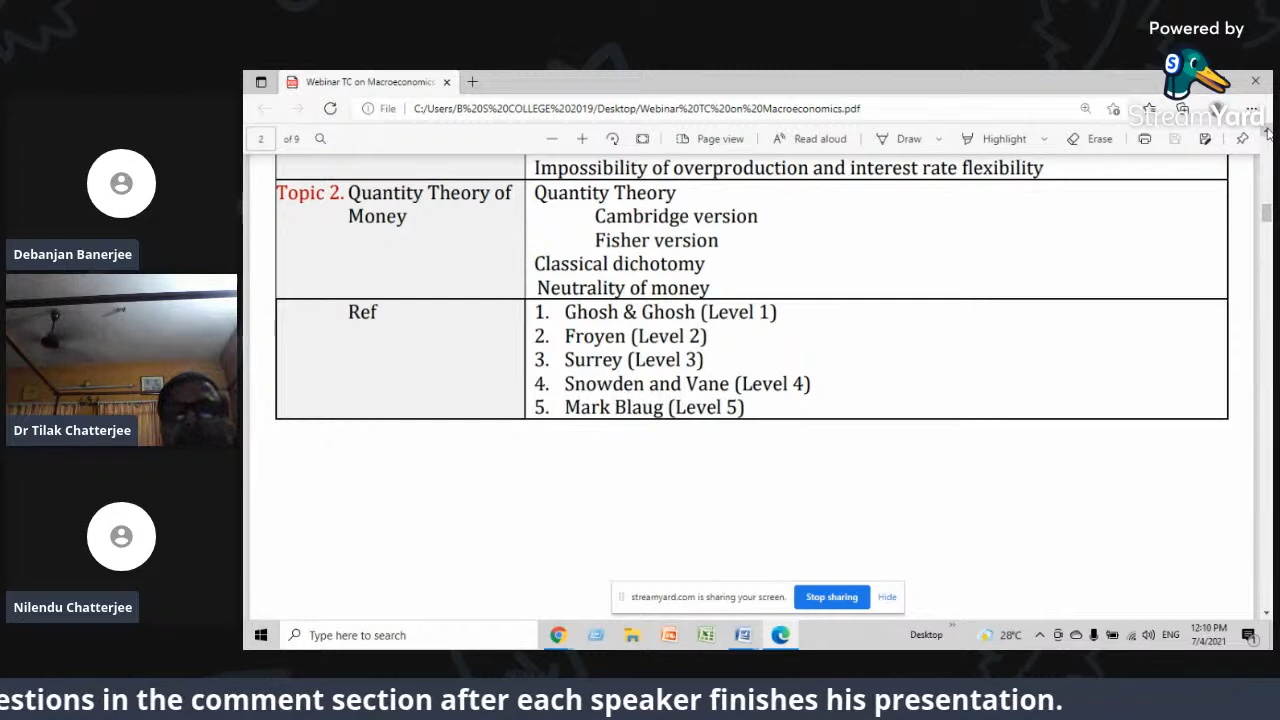 Powered by
StreamYard
S
Webinar TC on Macroeconomics
File
C:/Users/B%20S%20COLLEGE%202019/Desktop/Webinar%20TC%20on%20Macroeconomics.pdf
2 of 9
Page view
Read aloud
Draw
Highlight
Erase
Impossibility of overproduction and interest rate flexibility
Topic 2. Quantity Theory of
Money
Quantity Theory
Cambridge version
Fisher version
Classical dichotomy
Neutrality of money
Ref
1. Ghosh & Ghosh (Level 1)
2. Froyen (Level 2)
3. Surrey (Level 3)
4. Snowden and Vane (Level 4)
5. Mark Blaug (Level 5)
Debanjan Banerjee
Dr Tilak Chatterjee
Nilendu Chatterjee
streamyard.com is sharing your screen.
Stop sharing
Hide
Type here to search
Desktop
28°C
ENG
12:10 PM
7/4/2021
1
estions in the comment section after each speaker finishes his presentation.